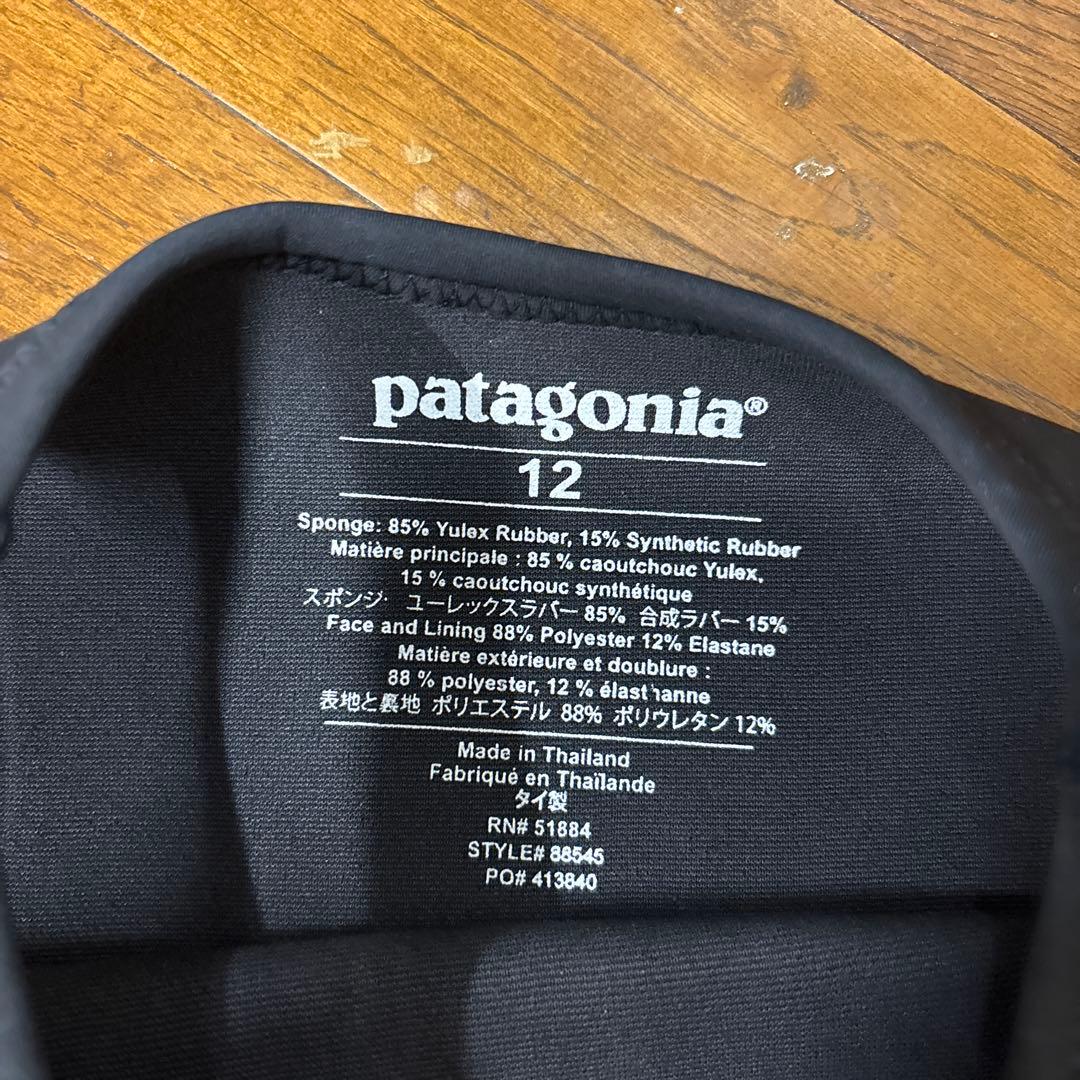 patagonia®
12
Sponge: 85% Yulex Rubber, 15% Synthetic Rubber
Matière principale : 85 % caoutchouc Yulex,
15 % caoutchouc synthétique
スポンジ: ユーレックスラバー 85% 合成ラバー 15%
Face and Lining 88% Polyester 12% Elastane
Matière extérieure et doublure :
88 % polyester, 12 % élasthanne
表地と裏地 ポリエステル 88% ポリウレタン 12%
Made in Thailand
Fabriqué en Thaïlande
タイ製
RN# 51884
STYLE# 88545
PO# 413840